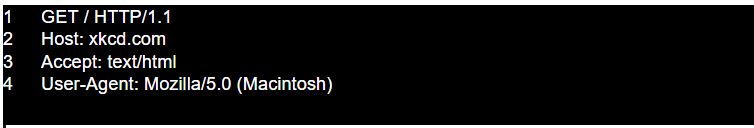 1 GET / HTTP/1.1
2 Host: xkcd.com
3 Accept: text/html
4 User-Agent: Mozilla/5.0 (Macintosh)